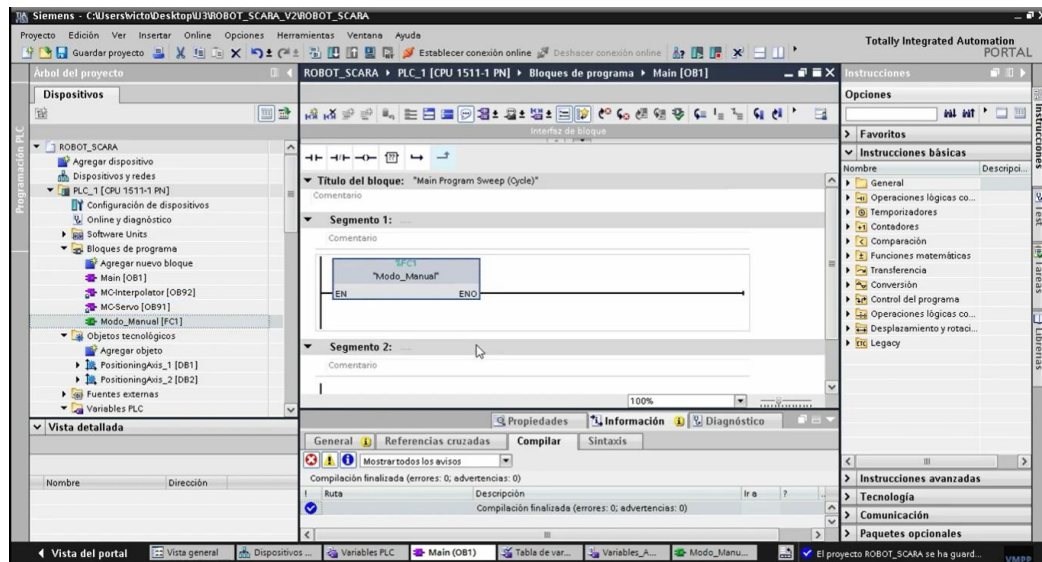 Siemens - C:\Users\victo\Desktop\U3\ROBOT_SCARA_V2\ROBOT_SCARA
Proyecto Edición Ver Insertar Online Opciones Herramientas Ventana Ayuda
Guardar proyecto Establecer conexión online Deshacer conexión online
Totally Integrated Automation
PORTAL
Árbol del proyecto
ROBOT_SCARA PLC_1 [CPU 1511-1 PN] Bloques de programa Main [OB1]
Instrucciones
Dispositivos
Opciones
Programación PLC
Interfaz de bloque
ROBOT_SCARA
Agregar dispositivo
Dispositivos y redes
PLC_1 [CPU 1511-1 PN]
Configuración de dispositivos
Online y diagnóstico
Software Units
Bloques de programa
Agregar nuevo bloque
Main [OB1]
MC-Interpolator [OB92]
MC-Servo [OB91]
Modo_Manual [FC1]
Objetos tecnológicos
Agregar objeto
PositioningAxis_1 [DB1]
PositioningAxis_2 [DB2]
Fuentes externas
Variables PLC
Vista detallada
Nombre Dirección
Título del bloque: "Main Program Sweep (Cycle)"
Comentario
Segmento 1:
Comentario
%FC1
"Modo_Manual"
EN ENO
Segmento 2:
Comentario
100%
Propiedades Información Diagnóstico
General Referencias cruzadas Compilar Sintaxis
Mostrar todos los avisos
Compilación finalizada (errores: 0; advertencias: 0)
! Ruta Descripción Ir a ?
Compilación finalizada (errores: 0; advertencias: 0)
Favoritos
Instrucciones básicas
Nombre Descripci...
General
Operaciones lógicas co...
Temporizadores
Contadores
Comparación
Funciones matemáticas
Transferencia
Conversión
Control del programa
Operaciones lógicas co...
Desplazamiento y rotaci...
Legacy
Instrucciones avanzadas
Tecnología
Comunicación
Paquetes opcionales
Instrucciones
Test
Tareas
Librerías
Vista del portal Vista general Dispositivos ... Variables PLC Main (OB1) Tabla de var... Variables_A... Modo_Manu... El proyecto ROBOT_SCARA se ha guard...